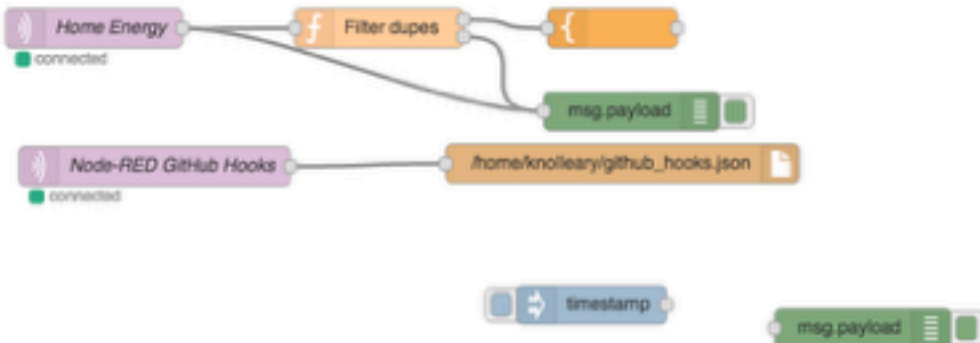 Home Energy
Filter dupes
{
connected
msg.payload
Node-RED GitHub Hooks
/home/knolleary/github_hooks.json
connected
timestamp
msg.payload